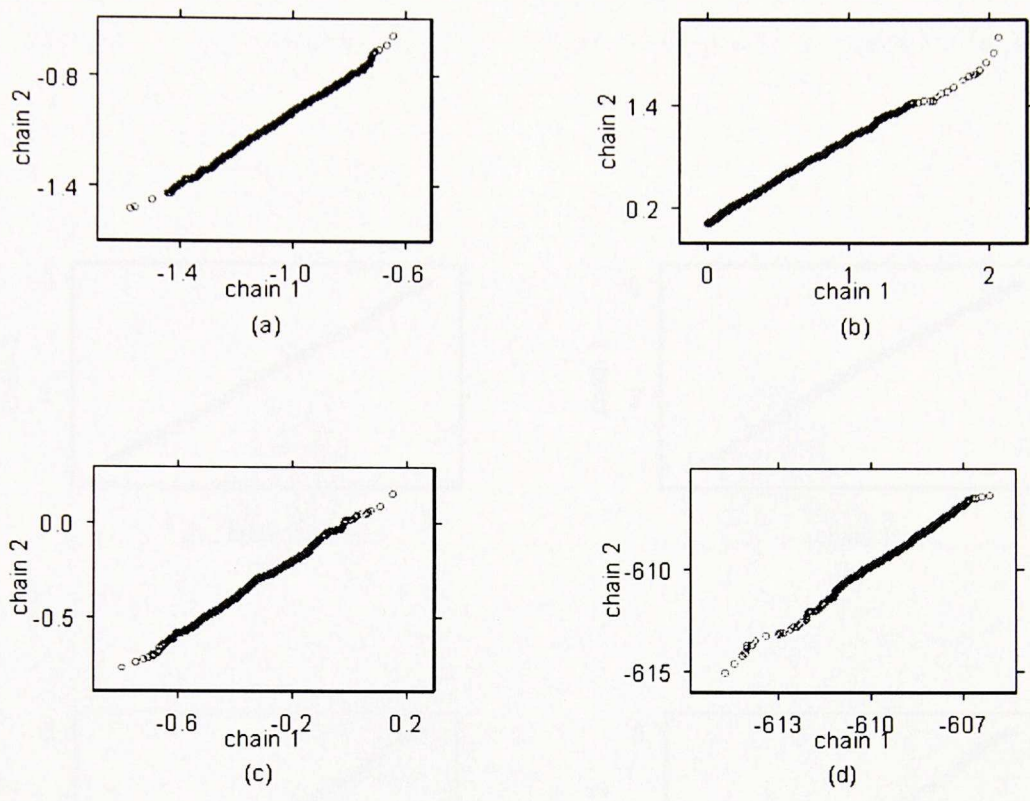 chain 2
-0.8
-1.4
-1.4 -1.0 -0.6
chain 1
(a)
chain 2
1.4
0.2
0 1 2
chain 1
(b)
chain 2
0.0
-0.5
-0.6 -0.2 0.2
chain 1
(c)
chain 2
-610
-615
-613 -610 -607
chain 1
(d)